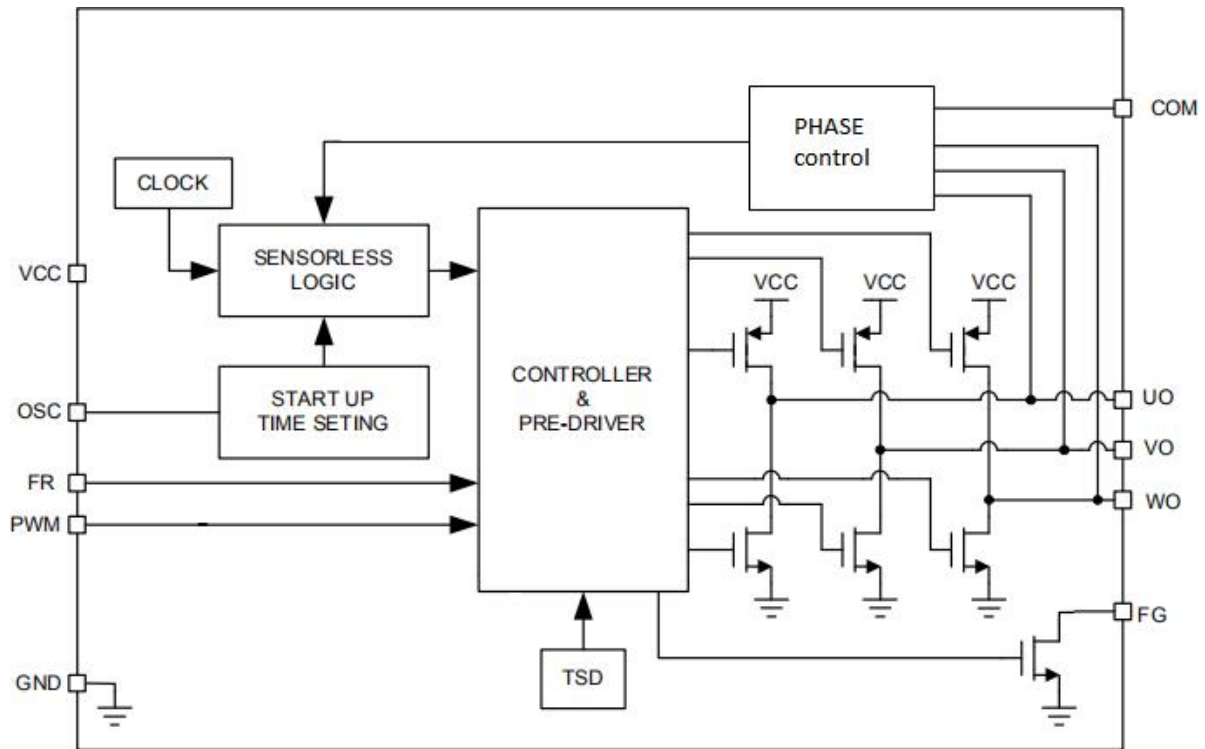 COM
PHASE
control
CLOCK
SENSORLESS
LOGIC
VCC
VCC
VCC
VCC
START UP
TIME SETING
OSC
CONTROLLER
&
PRE-DRIVER
UO
VO
WO
FR
PWM
FG
TSD
GND